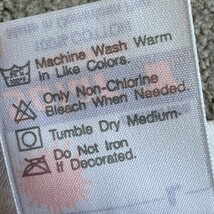 Machine Wash Warm
In Like Colors.
Only Non-Chlorine
Bleach When Needed.
Tumble Dry Medium.
Do Not Iron
If Decorated.